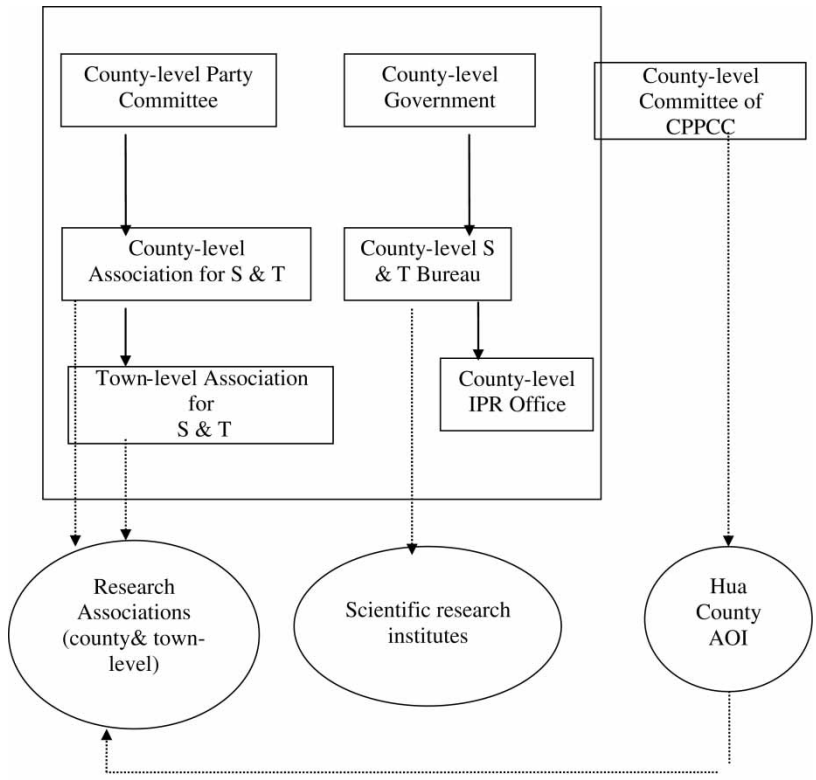 County-level Party
Committee
County-level
Government
County-level
Committee of
CPPCC
County-level
Association for S & T
County-level S
& T Bureau
Town-level Association
for
S & T
County-level
IPR Office
Research
Associations
(county& town-
level)
Scientific research
institutes
Hua
County
AOI